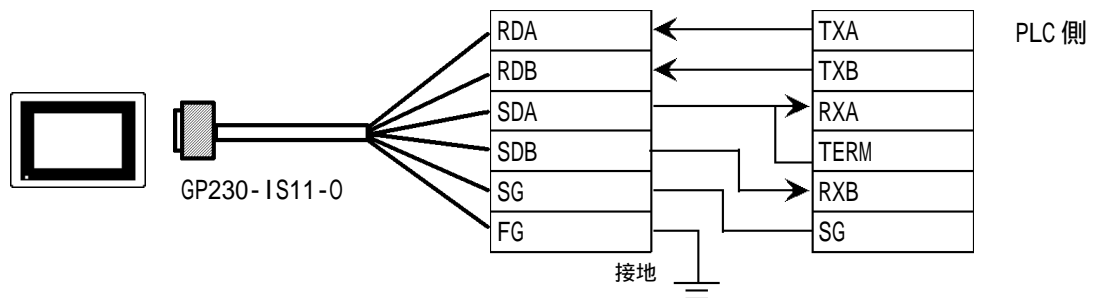 RDA
RDB
SDA
SDB
SG
FG
TXA
TXB
RXA
TERM
RXB
SG
PLC 側
GP230-IS11-O
接地